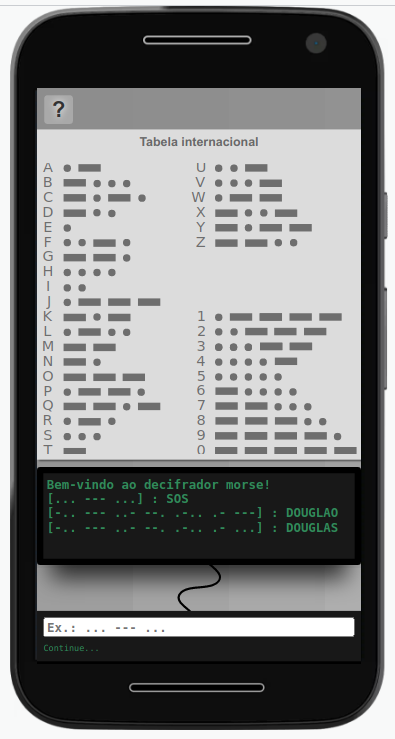 ?
Tabela internacional
A
B
C
D
E
F
G
H
I
J
K
L
M
N
O
P
Q
R
S
T
U
V
W
X
Y
Z
1
2
3
4
5
6
7
8
9
0
Bem-vindo ao decifrador morse!
[... --- ...] : SOS
[-.. --- ..- --. .-.. .- ---] : DOUGLAO
[-.. --- ..- --. .-.. .- ...] : DOUGLAS
Ex.: ... --- ...
Continue...